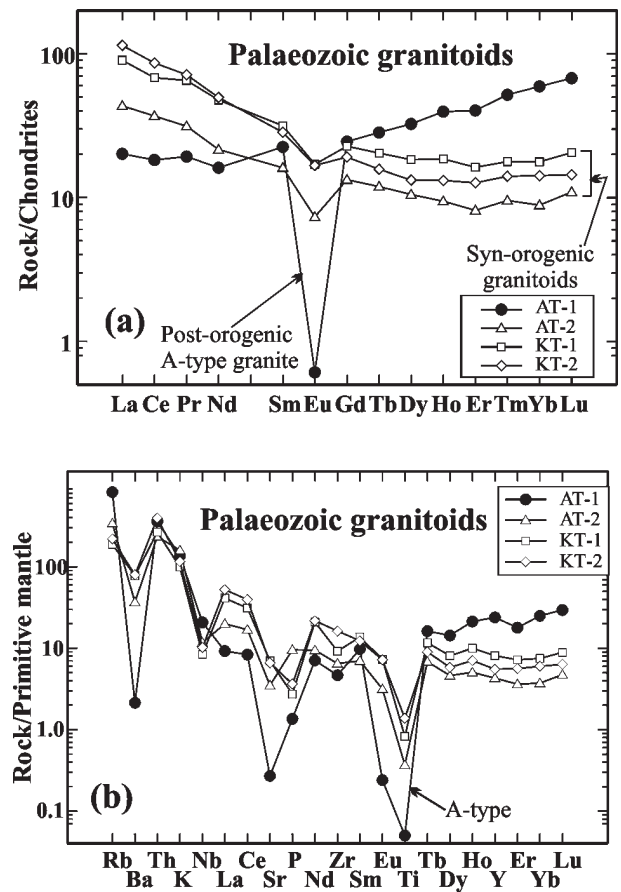 Palaeozoic granitoids
100
10
1
Rock/Chondrites
Syn-orogenic
granitoids
Post-orogenic
A-type granite
(a)
AT-1
AT-2
KT-1
KT-2
La Ce Pr Nd Sm Eu Gd Tb Dy Ho Er Tm Yb Lu
Palaeozoic granitoids
AT-1
AT-2
KT-1
KT-2
100
10
1.0
0.1
Rock/Primitive mantle
(b)
A-type
Rb Th Nb Ce P Zr Eu Tb Ho Er Lu
Ba K La Sr Nd Sm Ti Dy Y Yb